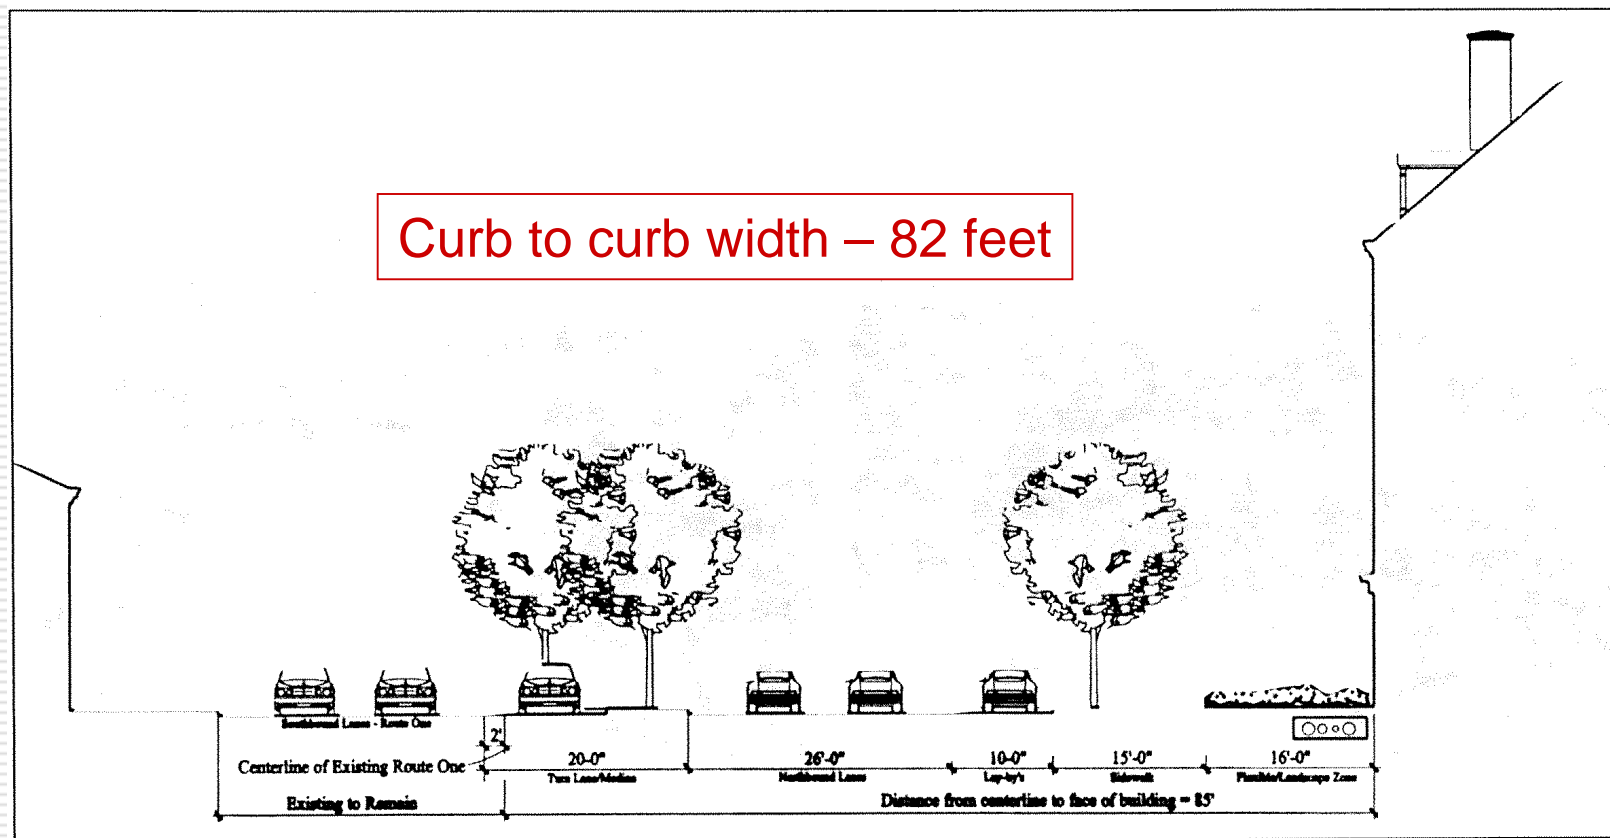 Curb to curb width – 82 feet
Southbound Lanes - Route One
2'
Centerline of Existing Route One
20-0"
26'-0"
10-0"
15'-0"
16'-0"
Turn Lane/Median
Northbound Lanes
Lay-by's
Sidewalk
Flexible/Landscape Zone
Existing to Remain
Distance from centerline to face of building = 85'